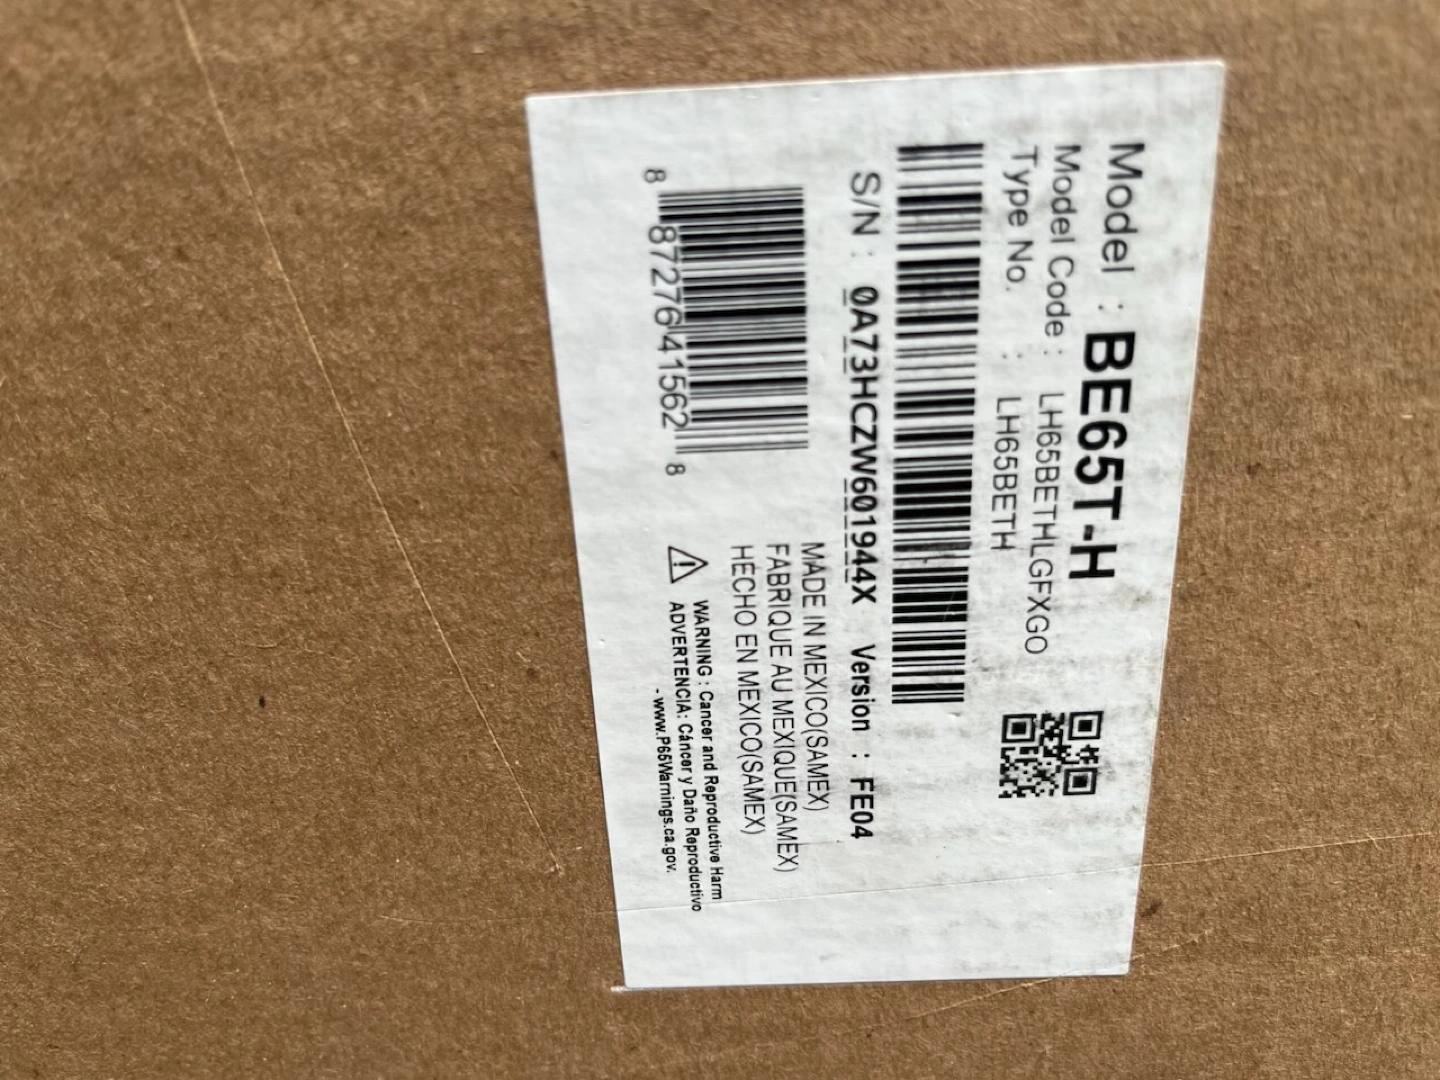 Model : BE65T-H
Model Code : LH65BETHLGFXGO
Type No. : LH65BETH
S/N : 0A73HCZW601944X Version : FE04
8 87276 41562 8
MADE IN MEXICO(SAMEX)
FABRIQUE AU MEXIQUE(SAMEX)
HECHO EN MEXICO(SAMEX)
WARNING : Cancer and Reproductive Harm
ADVERTENCIA: Cáncer y Daño Reproductivo
- www.P65Warnings.ca.gov.